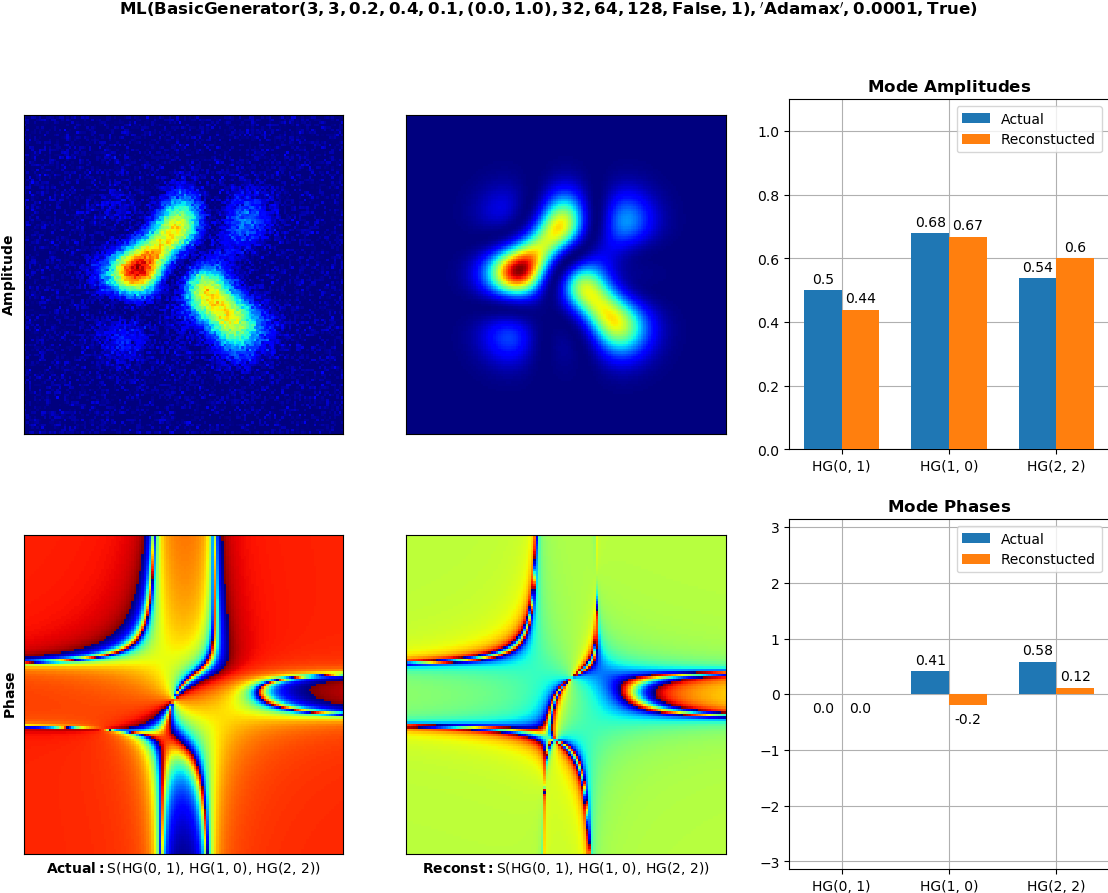 ML(BasicGenerator(3, 3, 0.2, 0.4, 0.1, (0.0, 1.0), 32, 64, 128, False, 1), 'Adamax', 0.0001, True)
Amplitude
Mode Amplitudes
Actual
Reconstucted
1.0
0.8
0.6
0.4
0.2
0.0
0.5
0.44
0.68
0.67
0.54
0.6
HG(0, 1)
HG(1, 0)
HG(2, 2)
Phase
Actual: S(HG(0, 1), HG(1, 0), HG(2, 2))
Reconst: S(HG(0, 1), HG(1, 0), HG(2, 2))
Mode Phases
Actual
Reconstucted
3
2
1
0
−1
−2
−3
0.0
0.0
0.41
-0.2
0.58
0.12
HG(0, 1)
HG(1, 0)
HG(2, 2)